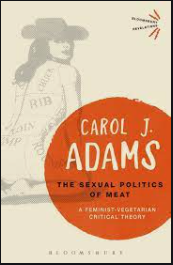 BLOOMSBURY
REVELATIONS
RIB
CAROL J.
ADAMS
THE SEXUAL POLITICS
OF MEAT
A FEMINIST-VEGETARIAN
CRITICAL THEORY
BLOOMSBURY